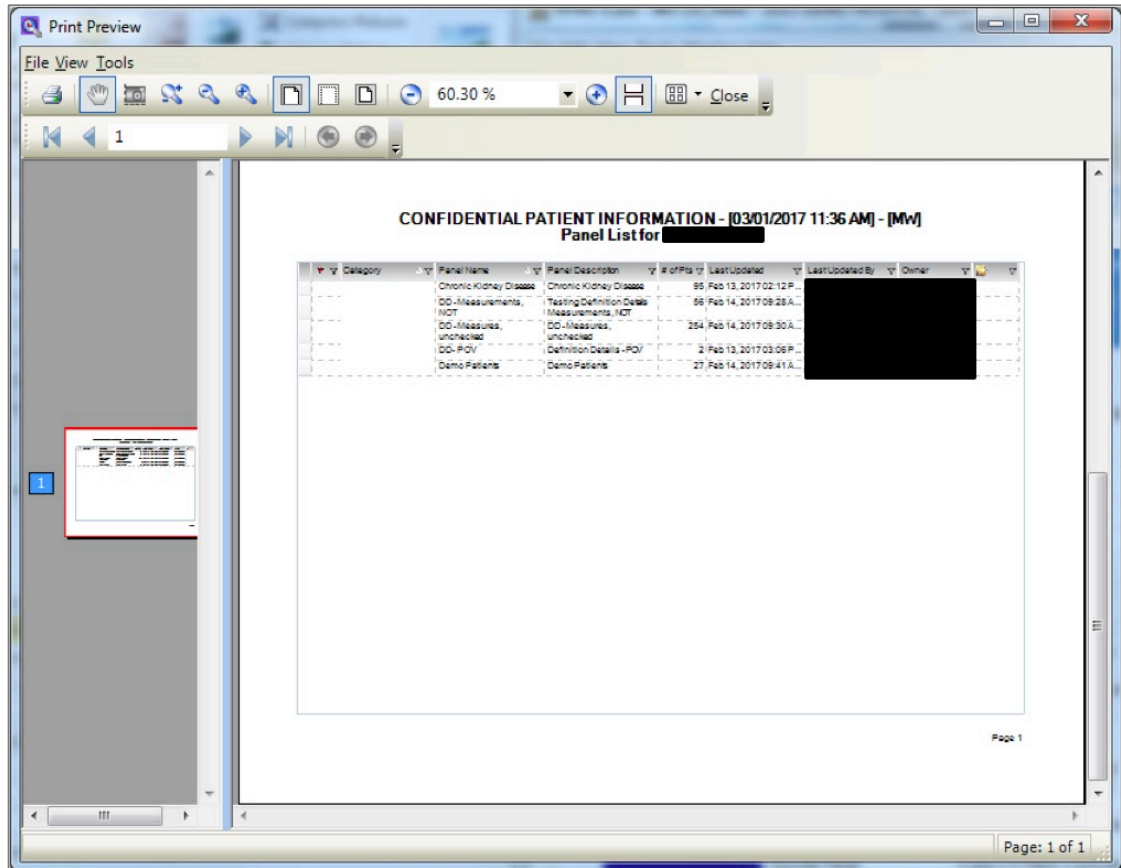 Print Preview
File View Tools
60.30 %
Close
1
CONFIDENTIAL PATIENT INFORMATION - [03/01/2017 11:36 AM] - [MW]
Panel List for
Category Panel Name Panel Description # of Pts Last Updated Last Updated By Owner
Chronic Kidney Disease Chronic Kidney Disease 95 Feb 13, 2017 02:12 P...
DD - Measurements, Testing Definition Details 56 Feb 14, 2017 09:28 A...
NOT Measurements, NOT
DD - Measures, DD - Measures, 254 Feb 14, 2017 09:30 A...
unchecked unchecked
DD- POV Definition Details - POV 2 Feb 13, 2017 03:06 P...
Demo Patients Demo Patients 27 Feb 14, 2017 09:41 A...
1
Page 1
Page: 1 of 1